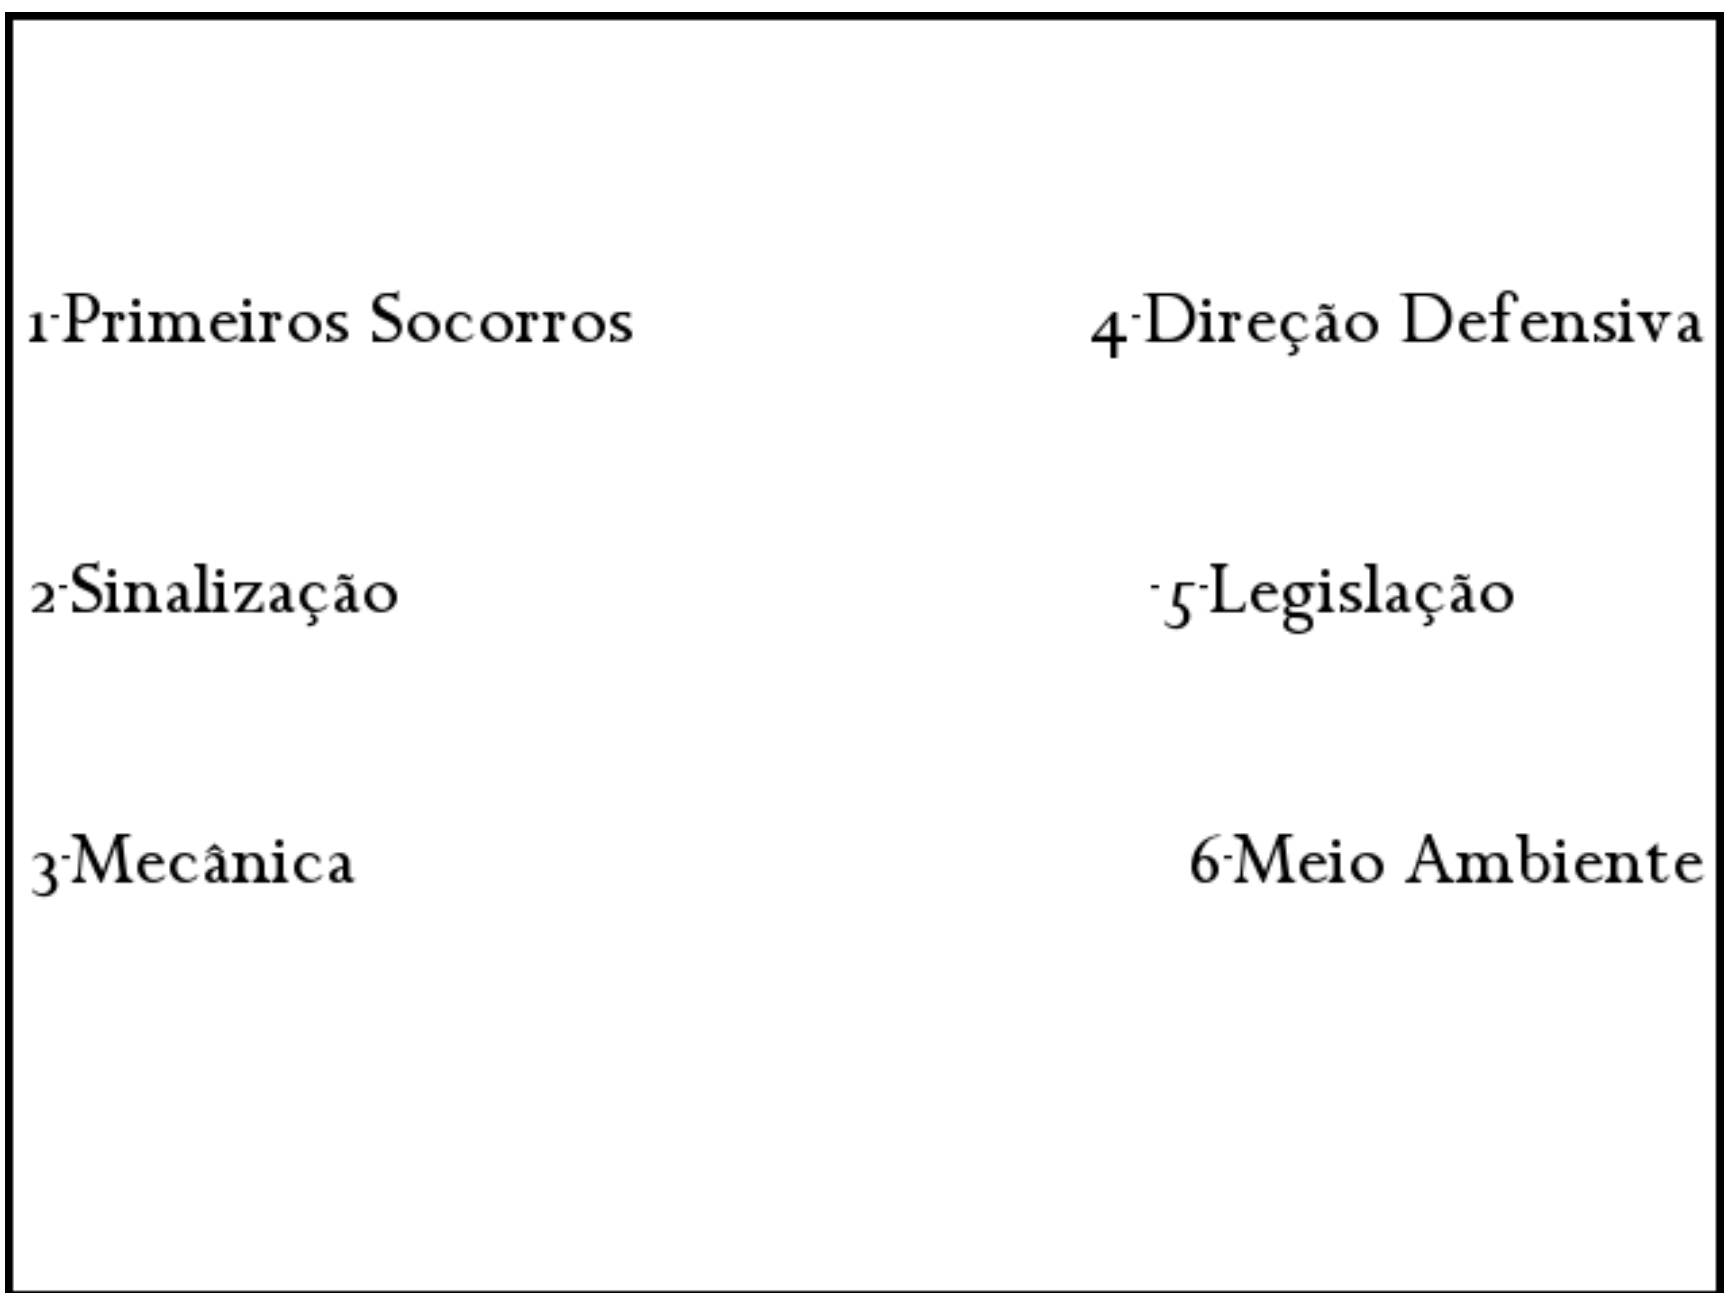 1-Primeiros Socorros
2-Sinalização
3-Mecânica
4-Direção Defensiva
-5-Legislação
6-Meio Ambiente